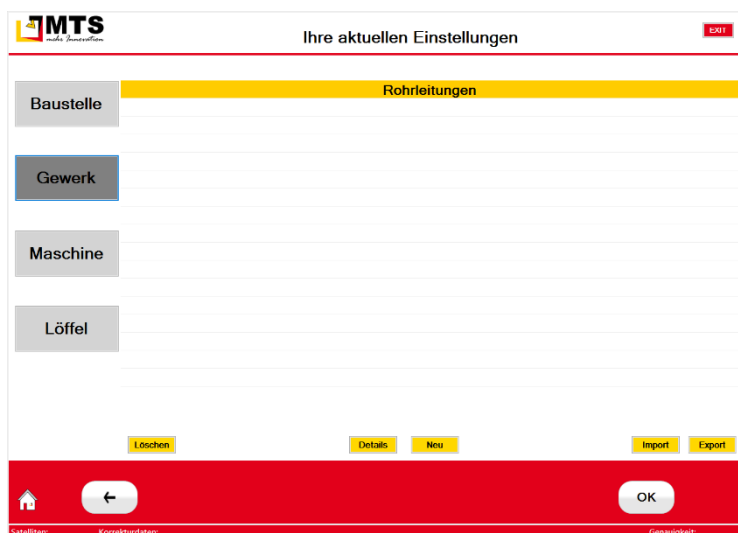 MTS
mehr Innovation
Ihre aktuellen Einstellungen
EXIT
Baustelle
Rohrleitungen
Gewerk
Maschine
Löffel
Löschen
Details
Neu
Import
Export
←
OK
Satelliten:
Korrekturdaten:
Genauigkeit: